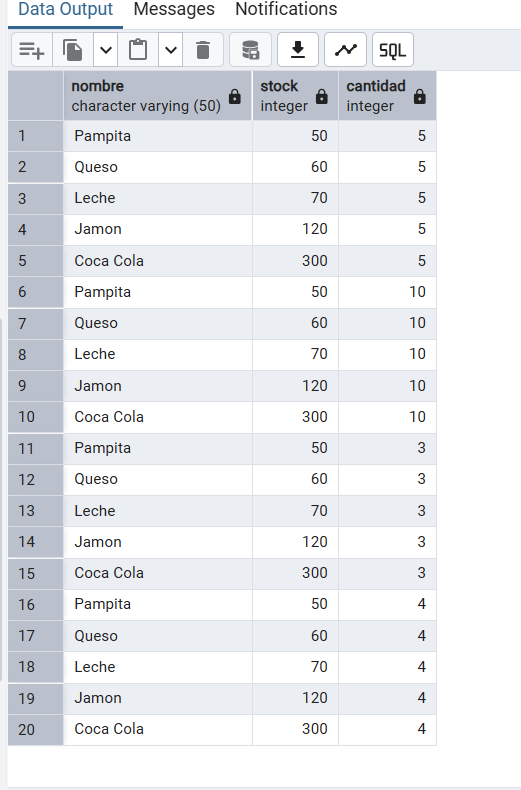 Data Output Messages Notifications
SQL
nombre stock cantidad
character varying (50) integer integer
1 Pampita 50 5
2 Queso 60 5
3 Leche 70 5
4 Jamon 120 5
5 Coca Cola 300 5
6 Pampita 50 10
7 Queso 60 10
8 Leche 70 10
9 Jamon 120 10
10 Coca Cola 300 10
11 Pampita 50 3
12 Queso 60 3
13 Leche 70 3
14 Jamon 120 3
15 Coca Cola 300 3
16 Pampita 50 4
17 Queso 60 4
18 Leche 70 4
19 Jamon 120 4
20 Coca Cola 300 4